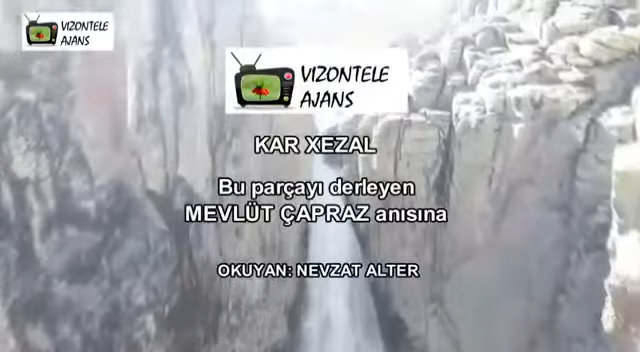 VIZONTELE
AJANS
VIZONTELE
AJANS
KAR XEZAL
Bu parçayı derleyen
MEVLÜT ÇAPRAZ anısına
OKUYAN: NEVZAT ALTER